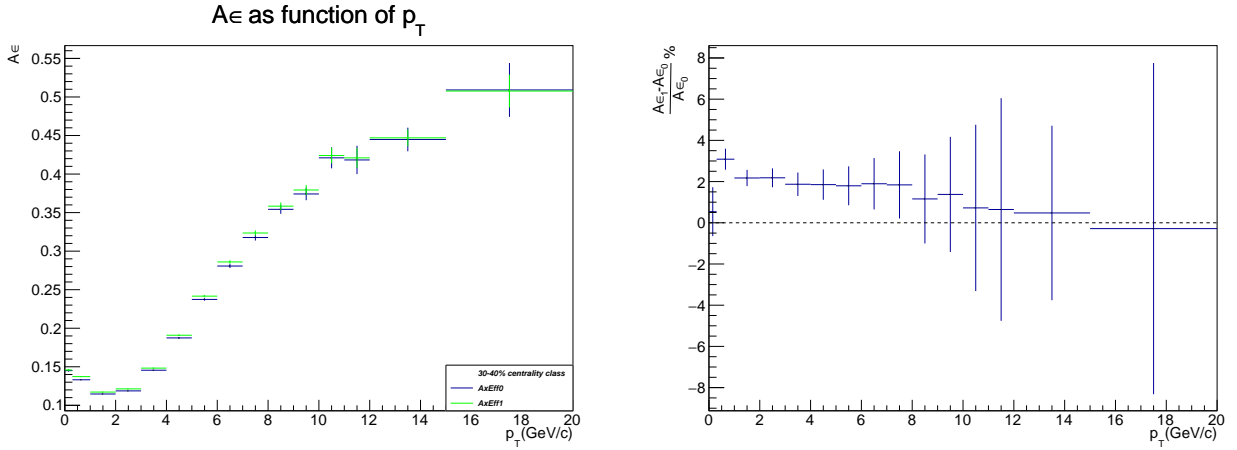 A∈ as function of p_T
A∈
0.55
0.5
0.45
0.4
0.35
0.3
0.25
0.2
0.15
0.1
0 2 4 6 8 10 12 14 16 18 20
p_T(GeV/c)
30-40% centrality class
AxEff0
AxEff1
A∈_1-A∈_0 %
A∈_0
8
6
4
2
0
−2
−4
−6
−8
0 2 4 6 8 10 12 14 16 18 20
p_T(GeV/c)